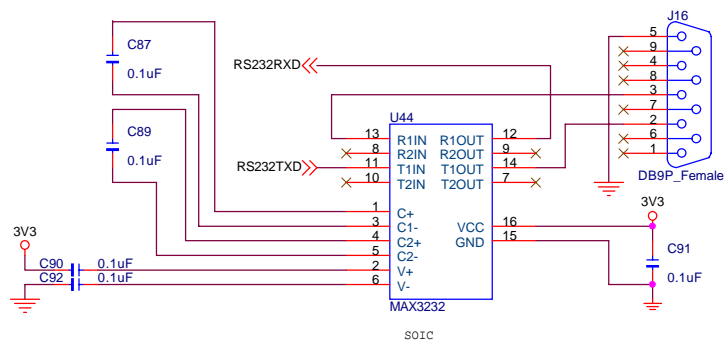 J16
C87
0.1uF
RS232RXD
5
9
4
8
3
7
2
6
1
DB9P_Female
C89
0.1uF
U44
13 R1IN R1OUT 12
8 R2IN R2OUT 9
RS232TXD 11 T1IN T1OUT 14
10 T2IN T2OUT 7
1 C+
3 C1- VCC 16
4 C2+ GND 15
5 C2-
2 V+
6 V-
MAX3232
SOIC
3V3
C90 0.1uF
C92 0.1uF
3V3
C91
0.1uF